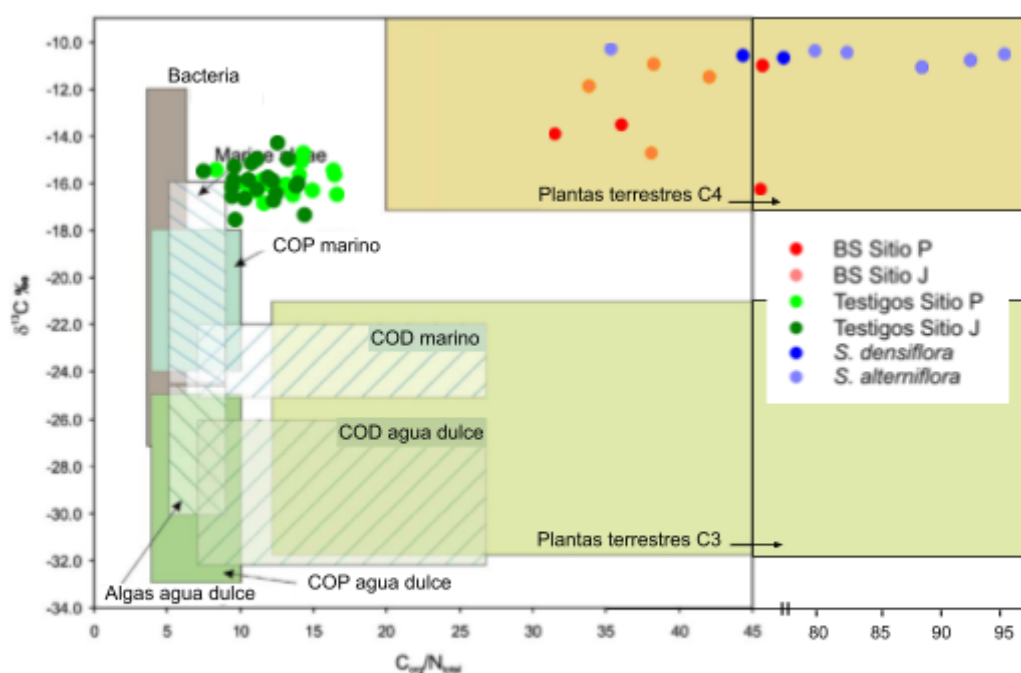 -10.0
-12.0
-14.0
-16.0
-18.0
-20.0
-22.0
-24.0
-26.0
-28.0
-30.0
-32.0
-34.0
δ¹³C ‰
Bacteria
Marine algae
COP marino
COD marino
COD agua dulce
COP agua dulce
Algas agua dulce
Plantas terrestres C4
Plantas terrestres C3
BS Sitio P
BS Sitio J
Testigos Sitio P
Testigos Sitio J
S. densiflora
S. alterniflora
0 5 10 15 20 25 30 35 40 45 80 85 90 95
Corg/Ntotal